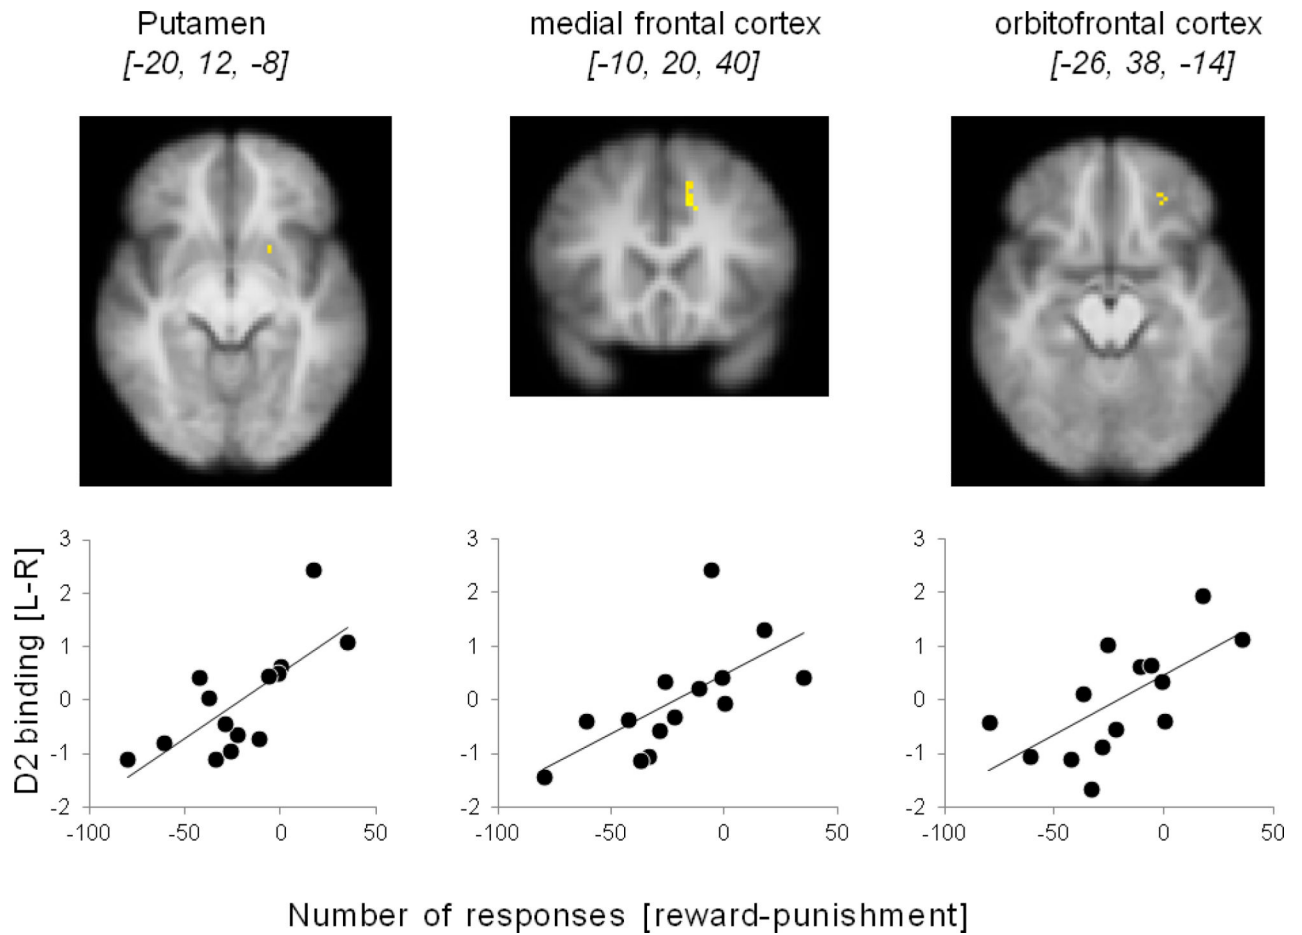 Putamen
[-20, 12, -8]
medial frontal cortex
[-10, 20, 40]
orbitofrontal cortex
[-26, 38, -14]
D2 binding [L-R]
3
2
1
0
-1
-2
-100 -50 0 50
3
2
1
0
-1
-2
-100 -50 0 50
3
2
1
0
-1
-2
-100 -50 0 50
Number of responses [reward-punishment]